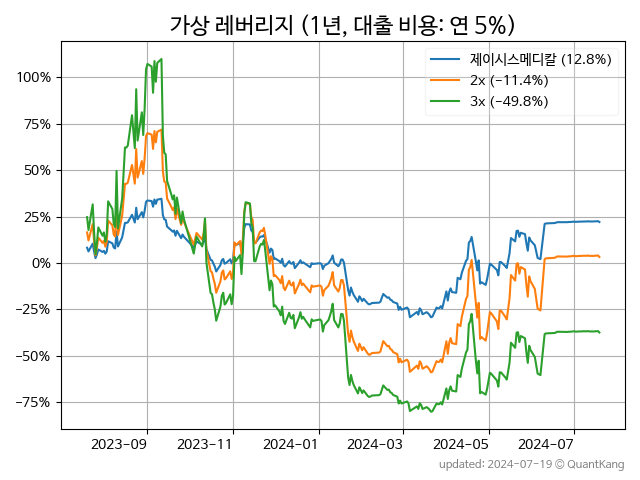 가상 레버리지 (1년, 대출 비용: 연 5%)
제이시스메디칼 (12.8%)
2x (−11.4%)
3x (−49.8%)
100%
75%
50%
25%
0%
−25%
−50%
−75%
2023-09 2023-11 2024-01 2024-03 2024-05 2024-07
updated: 2024-07-19 © QuantKang